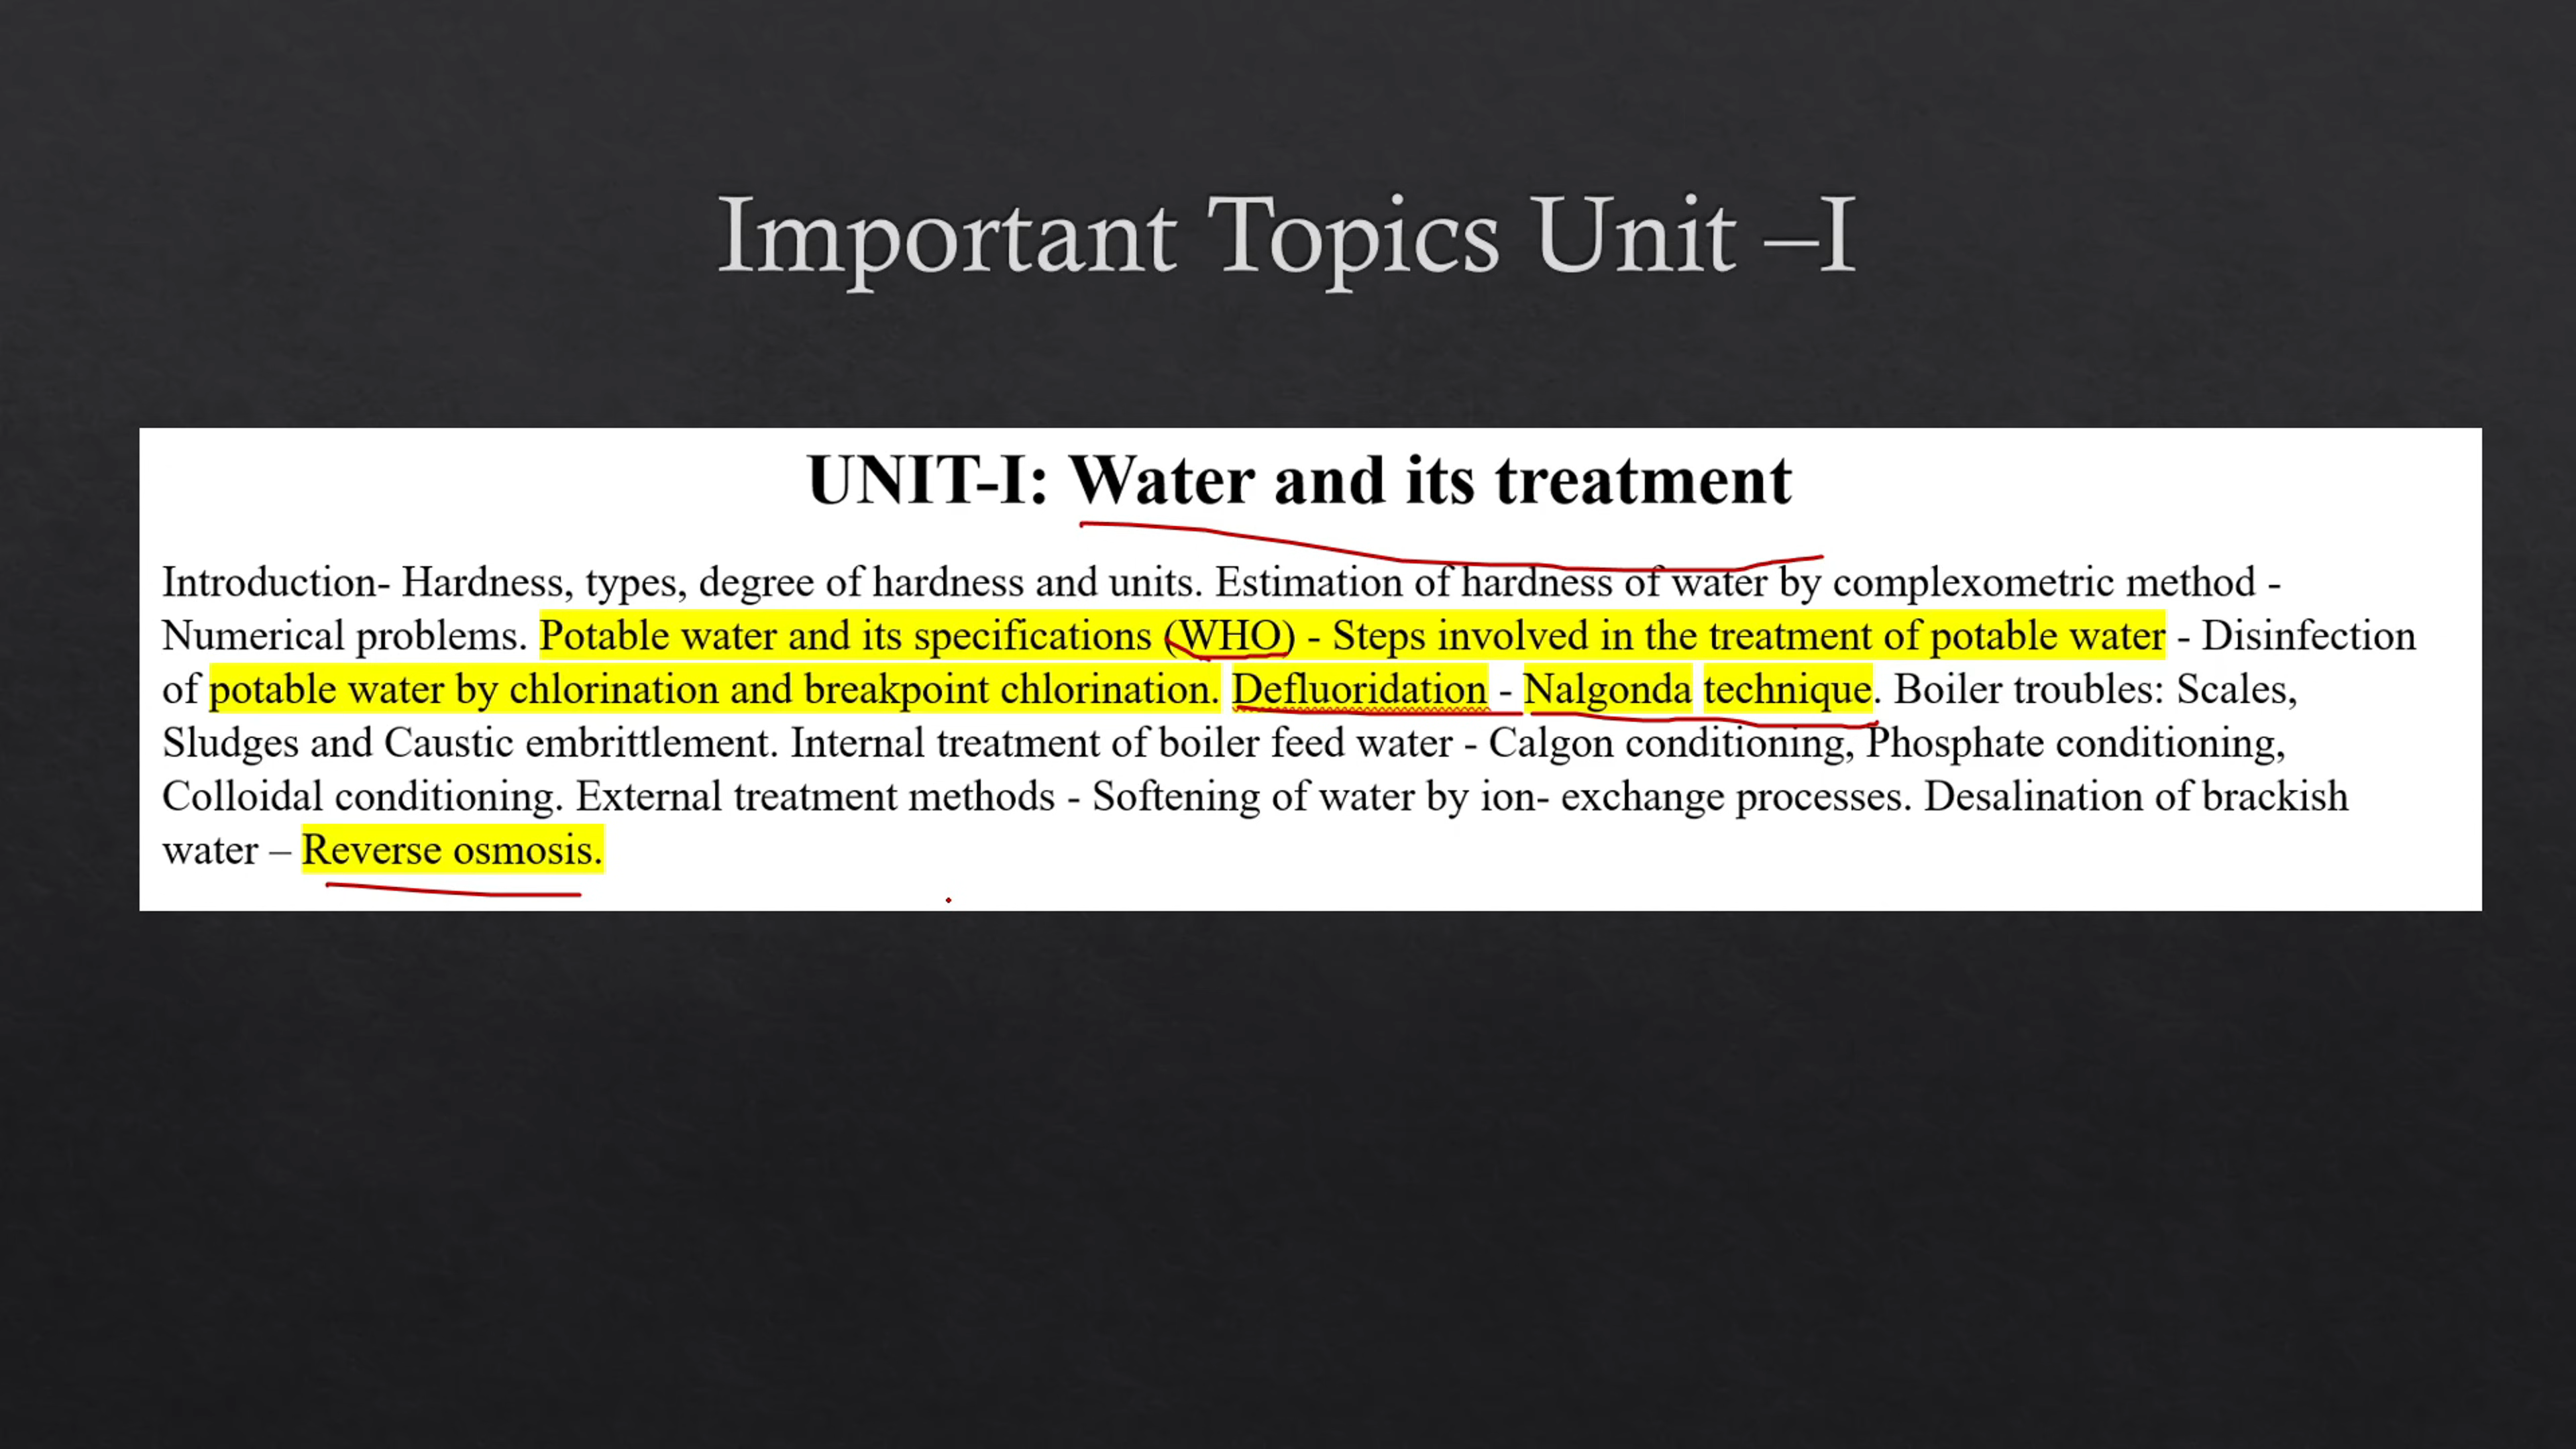 Important Topics Unit –I
UNIT-I: Water and its treatment
Introduction- Hardness, types, degree of hardness and units. Estimation of hardness of water by complexometric method -
Numerical problems. Potable water and its specifications (WHO) - Steps involved in the treatment of potable water - Disinfection
of potable water by chlorination and breakpoint chlorination. Defluoridation - Nalgonda technique. Boiler troubles: Scales,
Sludges and Caustic embrittlement. Internal treatment of boiler feed water - Calgon conditioning, Phosphate conditioning,
Colloidal conditioning. External treatment methods - Softening of water by ion- exchange processes. Desalination of brackish
water – Reverse osmosis.